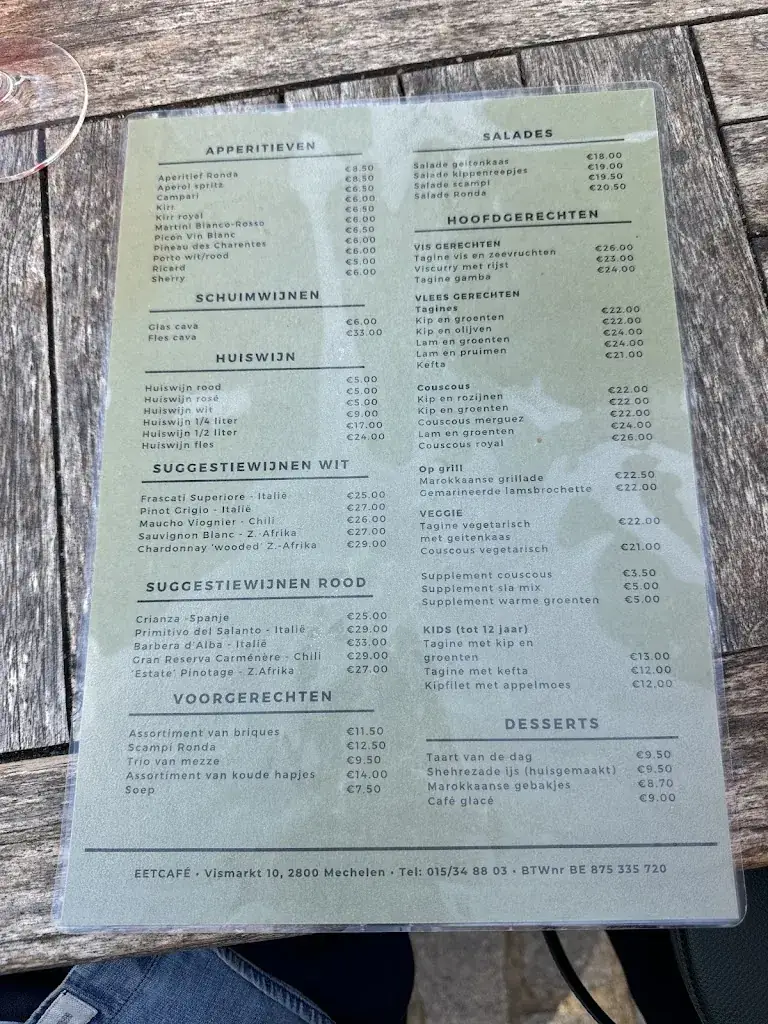 APPERITIEVEN
Aperitief Ronda €8.50
Aperol spritz €8.50
Campari €6.50
Kirr €6.00
Kirr royal €6.50
Martini Bianco-Rosso €6.00
Picon Vin Blanc €6.50
Pineau des Charentes €6.00
Porto wit/rood €6.00
Ricard €5.00
Sherry €6.00
SCHUIMWIJNEN
Glas cava €6.00
Fles cava €33.00
HUISWIJN
Huiswijn rood €5.00
Huiswijn rosé €5.00
Huiswijn wit €5.00
Huiswijn 1/4 liter €9.00
Huiswijn 1/2 liter €17.00
Huiswijn fles €24.00
SUGGESTIEWIJNEN WIT
Frascati Superiore - Italië €25.00
Pinot Grigio - Italië €27.00
Maucho Viognier - Chili €26.00
Sauvignon Blanc - Z. Afrika €27.00
Chardonnay 'wooded' Z.-Afrika €29.00
SUGGESTIEWIJNEN ROOD
Crianza -Spanje €25.00
Primitivo del Salanto - Italië €29.00
Barbera d'Alba - Italië €33.00
Gran Reserva Carménère - Chili €29.00
'Estate' Pinotage - Z.Afrika €27.00
VOORGERECHTEN
Assortiment van briques €11.50
Scampi Ronda €12.50
Trio van mezze €9.50
Assortiment van koude hapjes €14.00
Soep €7.50
SALADES
Salade geitenkaas €18.00
Salade kippenreepjes €19.00
Salade scampi €19.50
Salade Ronda €20.50
HOOFDGERECHTEN
VIS GERECHTEN
Tagine vis en zeevruchten €26.00
Viscurry met rijst €23.00
Tagine gamba €24.00
VLEES GERECHTEN
Tagines
Kip en groenten €22.00
Kip en olijven €22.00
Lam en groenten €24.00
Lam en pruimen €24.00
Kefta €21.00
Couscous
Kip en rozijnen €22.00
Kip en groenten €22.00
Couscous merguez €22.00
Lam en groenten €24.00
Couscous royal €26.00
Op grill
Marokkaanse grillade €22.50
Gemarineerde lamsbrochette €22.00
VEGGIE
Tagine vegetarisch €22.00
met geitenkaas
Couscous vegetarisch €21.00
Supplement couscous €3.50
Supplement sla mix €5.00
Supplement warme groenten €5.00
KIDS (tot 12 jaar)
Tagine met kip en
groenten €13.00
Tagine met kefta €12.00
Kipfilet met appelmoes €12.00
DESSERTS
Taart van de dag €9.50
Shehrezade ijs (huisgemaakt) €9.50
Marokkaanse gebakjes €8.70
Café glacé €9.00
EETCAFÉ • Vismarkt 10, 2800 Mechelen • Tel: 015/34 88 03 • BTWnr BE 875 335 720